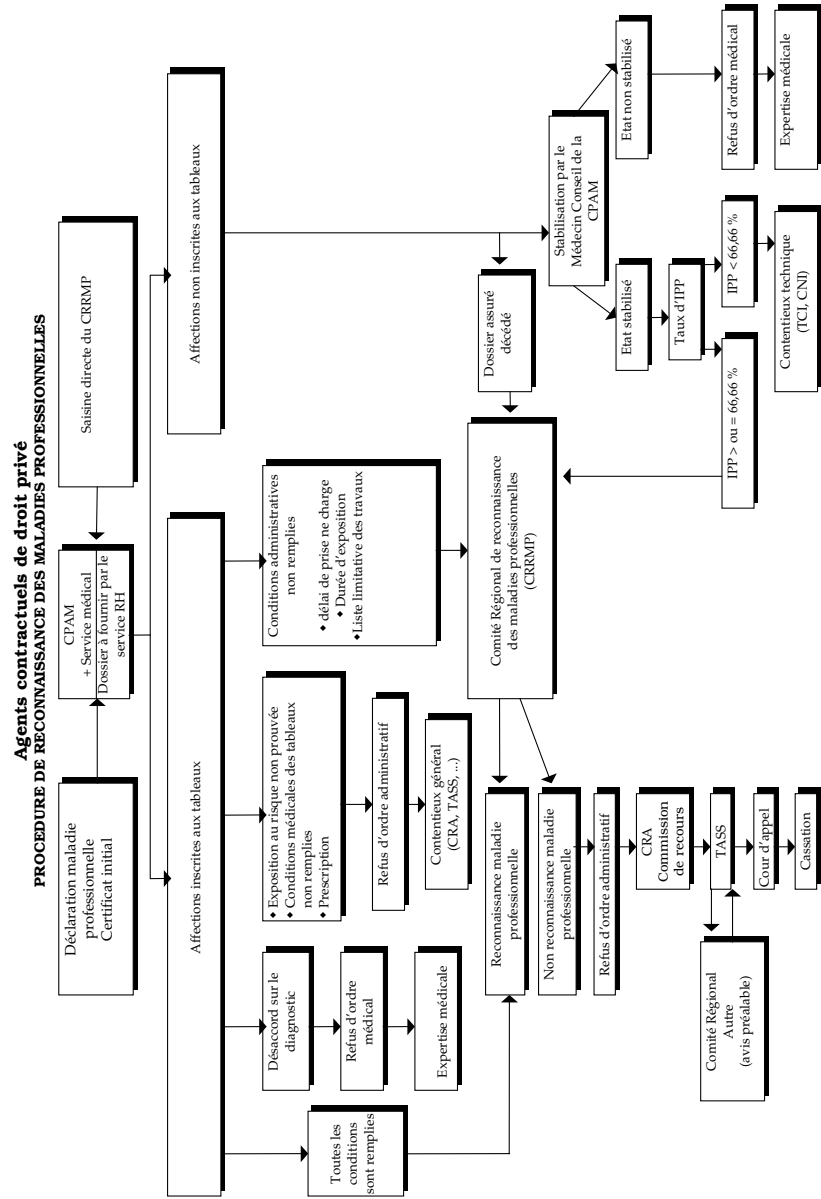 Agents contractuels de droit privé
PROCEDURE DE RECONNAISSANCE DES MALADIES PROFESSIONNELLES
Déclaration maladie
professionnelle
Certificat initial
CPAM
+ Service médical
Dossier à fournir par le
service RH
Saisine directe du CRRMP
Affections inscrites aux tableaux
Affections non inscrites aux tableaux
Toutes les
conditions
sont remplies
Désaccord sur le
diagnostic
Refus d'ordre
médical
Expertise médicale
◆ Exposition au risque non prouvée
◆ Conditions médicales des tableaux
non remplies
◆ Prescription
Refus d'ordre administratif
Contentieux général
(CRA, TASS, ...)
Conditions administratives
non remplies
◆ délai de prise ne charge
◆ Durée d'exposition
◆Liste limitative des travaux
Dossier assuré
décédé
Stabilisation par le
Médecin Conseil de la
CPAM
Etat stabilisé
Etat non stabilisé
Taux d'IPP
Refus d'ordre médical
Expertise médicale
IPP > ou = 66,66 %
IPP < 66,66 %
Contentieux technique
(TCI, CNI)
Comité Régional de reconnaissance
des maladies professionnelles
(CRRMP)
Reconnaissance maladie
professionnelle
Non reconnaissance maladie
professionnelle
Refus d'ordre administratif
CRA
Commission
de recours
TASS
Comité Régional
Autre
(avis préalable)
Cour d'appel
Cassation